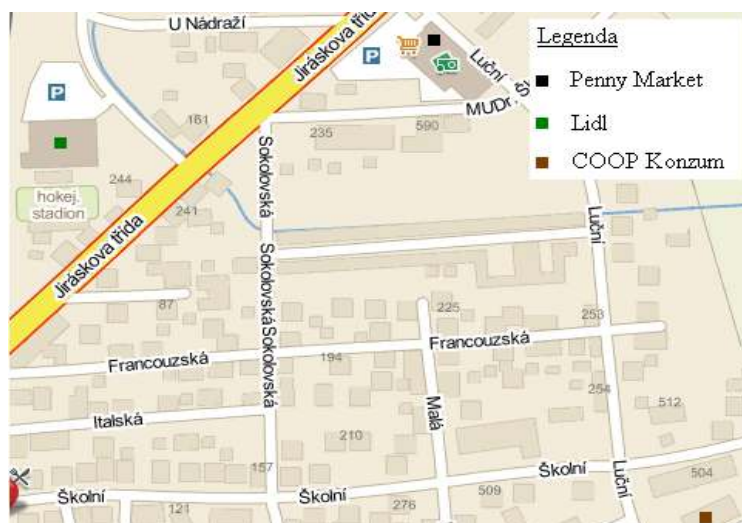 U Nádraží
Jiráskova třída
Luční
Legenda
Penny Market
Lidl
COOP Konzum
P
P
MUDr.
161
235
590
Sokolovská
244
hokej.
stadion
241
Luční
Jiráskova třída
Sokolovská
87
225
253
Sokolovská
Francouzská
194
Francouzská
254
Malá
512
Italská
210
157
Školní
Luční
504
Školní
121
276
509